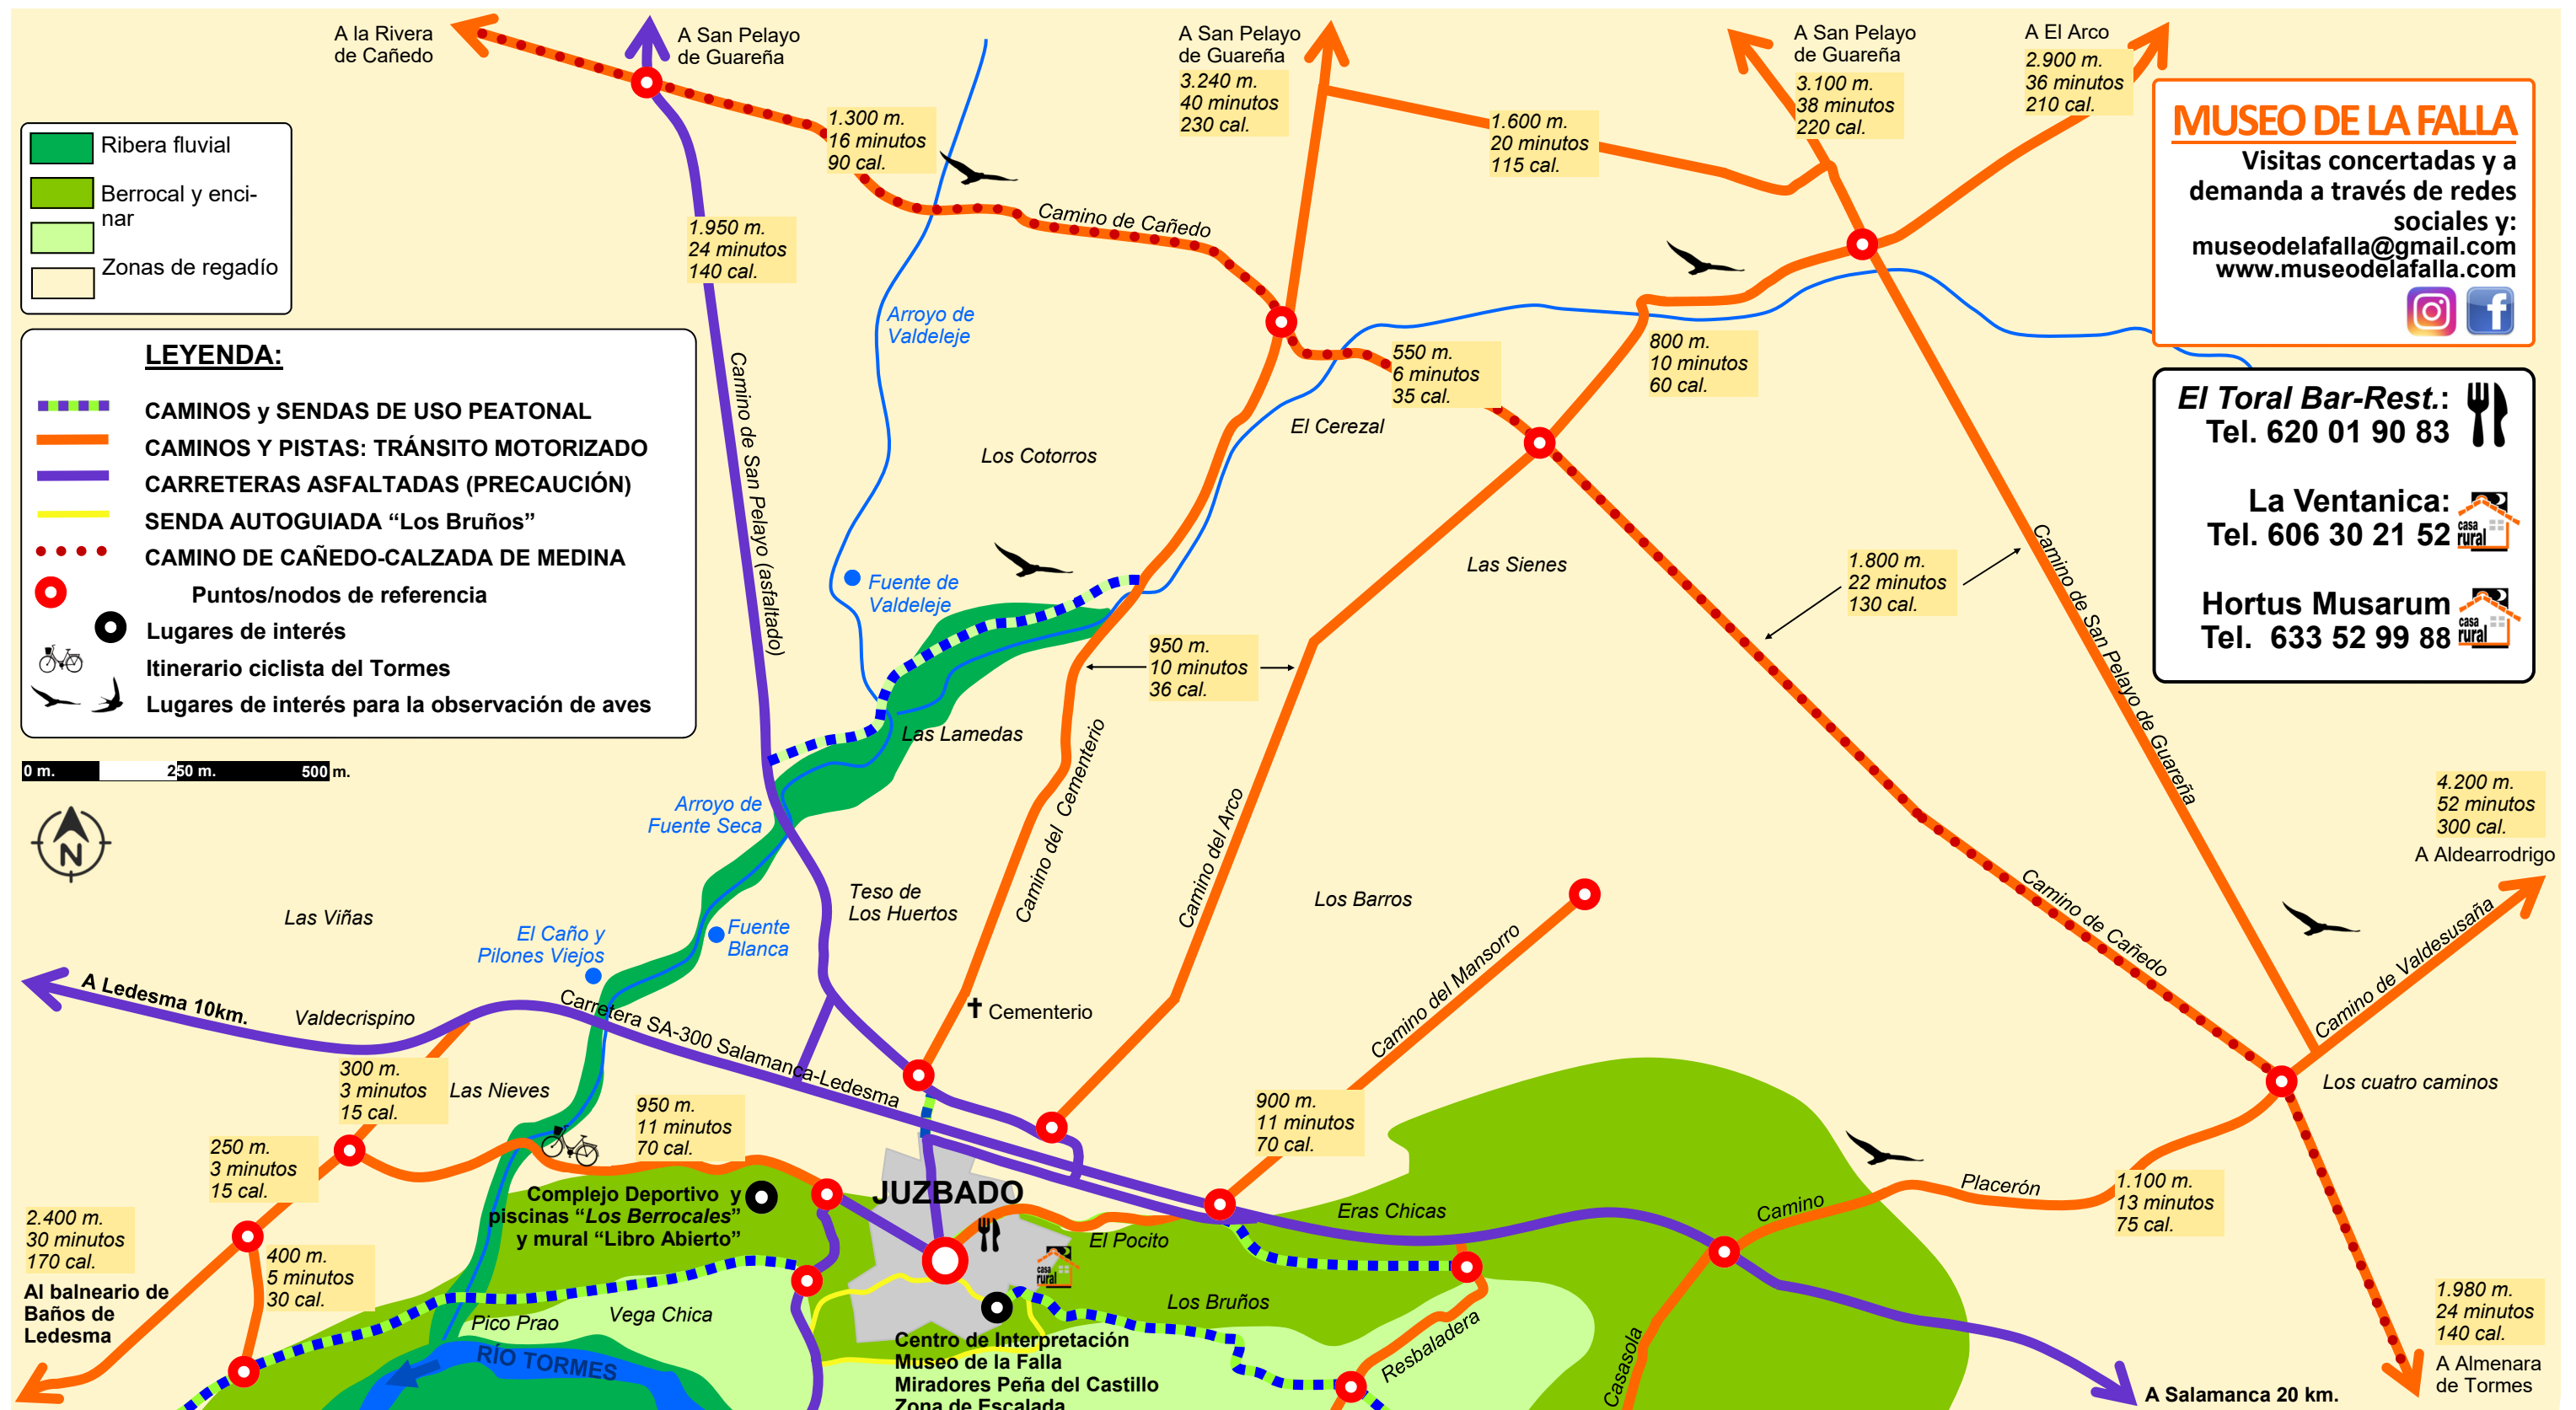 A la Rivera
de Cañedo
A San Pelayo
de Guareña
A San Pelayo
de Guareña
3.240 m.
40 minutos
230 cal.
A San Pelayo
de Guareña
3.100 m.
38 minutos
220 cal.
A El Arco
2.900 m.
36 minutos
210 cal.
MUSEO DE LA FALLA
Visitas concertadas y a
demanda a través de redes
sociales y:
museodelafalla@gmail.com
www.museodelafalla.com
Ribera fluvial
Berrocal y enci-
nar
Zonas de regadío
1.300 m.
16 minutos
90 cal.
1.600 m.
20 minutos
115 cal.
1.950 m.
24 minutos
140 cal.
Camino de Cañedo
Arroyo de
Valdeleje
LEYENDA:
CAMINOS y SENDAS DE USO PEATONAL
CAMINOS Y PISTAS: TRÁNSITO MOTORIZADO
CARRETERAS ASFALTADAS (PRECAUCIÓN)
SENDA AUTOGUIADA “Los Bruños”
CAMINO DE CAÑEDO-CALZADA DE MEDINA
Puntos/nodos de referencia
Lugares de interés
Itinerario ciclista del Tormes
Lugares de interés para la observación de aves
0 m.
250 m.
500 m.
N
550 m.
6 minutos
35 cal.
800 m.
10 minutos
60 cal.
El Toral Bar-Rest.:
Tel. 620 01 90 83
La Ventanica:
Tel. 606 30 21 52
casa
rural
Hortus Musarum
Tel. 633 52 99 88
casa
rural
Camino de San Pelayo (asfaltado)
Los Cotorros
El Cerezal
Las Sienes
Fuente de
Valdeleje
1.800 m.
22 minutos
130 cal.
Camino de San Pelayo de Guareña
950 m.
10 minutos
36 cal.
Las Lamedas
Camino del Cementerio
Camino del Arco
Arroyo de
Fuente Seca
4.200 m.
52 minutos
300 cal.
A Aldearrodrigo
Teso de
Los Huertos
Los Barros
Camino de Cañedo
Camino de Valdesusaña
Las Viñas
El Caño y
Pilones Viejos
Fuente
Blanca
Camino del Mansorro
A Ledesma 10km.
Valdecrispino
Carretera SA-300 Salamanca-Ledesma
Cementerio
Los cuatro caminos
300 m.
3 minutos
15 cal.
Las Nieves
950 m.
11 minutos
70 cal.
900 m.
11 minutos
70 cal.
250 m.
3 minutos
15 cal.
2.400 m.
30 minutos
170 cal.
Al balneario de
Baños de
Ledesma
400 m.
5 minutos
30 cal.
Complejo Deportivo y
piscinas “Los Berrocales”
y mural “Libro Abierto”
JUZBADO
casa
rural
El Pocito
Eras Chicas
Camino
Placerón
1.100 m.
13 minutos
75 cal.
Pico Prao
Vega Chica
Los Bruños
RÍO TORMES
Centro de Interpretación
Museo de la Falla
Miradores Peña del Castillo
Zona de Escalada
Resbaladera
Casasola
1.980 m.
24 minutos
140 cal.
A Almenara
de Tormes
A Salamanca 20 km.